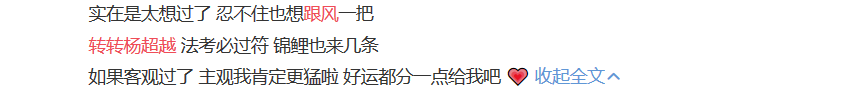 实在是太想过了 忍不住也想跟风一把
转转杨超越 法考必过符 锦鲤也来几条
如果客观过了 主观我肯定更猛啦 好运都分一点给我吧 ❤ 收起全文